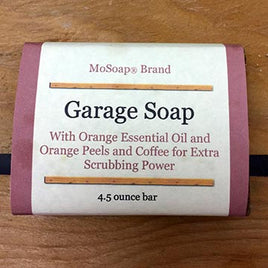 MoSoap® Brand
Garage Soap
With Orange Essential Oil and
Orange Peels and Coffee for Extra
Scrubbing Power
4.5 ounce bar